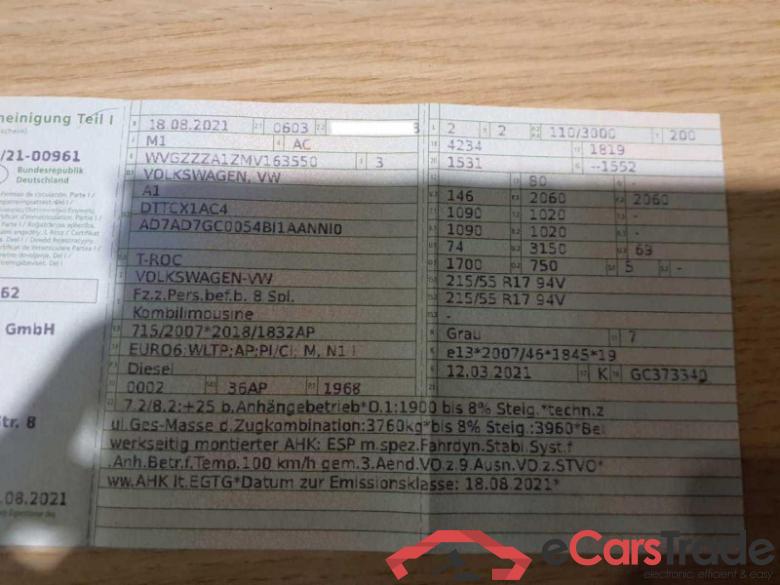 heinigung Teil I
18.08.2021 0603 3
M1 AC
WVGZZZA1ZMV163550 3
VOLKSWAGEN, VW
A1
DTTCX1AC4
AD7AD7GC0054BI1AANNI0
T-ROC
VOLKSWAGEN-VW
Fz.z.Pers.bef.b. 8 Spl.
Kombilimousine
715/2007*2018/1832AP
EURO6;WLTP;AP;PI/CI; M, N1 I
Diesel
0002 36AP 1968
2 2 110/3000 200
4234 1819
1531 --1552
80 -
146 2060 2060
1090 1020 -
1090 1020 -
74 3150 69
1700 750 5 -
215/55 R17 94V
215/55 R17 94V
-
Grau 7
e13*2007/46*1845*19
12.03.2021 K GC373340
7.2/8.2:+25 b.Anhängebetrieb*O.1:1900 bis 8% Steig.*techn.z
ul.Ges-Masse d.Zugkombination:3760kg*bis 8% Steig.:3960*Bei
werkseitig montierter AHK: ESP m.spez.Fahrdyn.Stabi.Syst.f
.Anh.Betr.f.Temp.100 km/h gem.3.Aend.VO.z.9.Ausn.VO.z.STVO*
ww.AHK lt.EGTG*Datum zur Emissionsklasse: 18.08.2021*
/21-00961
Bundesrepublik
Deutschland
62
GmbH
Str. 8
.08.2021
eCarsTrade
electronic, efficient & easy